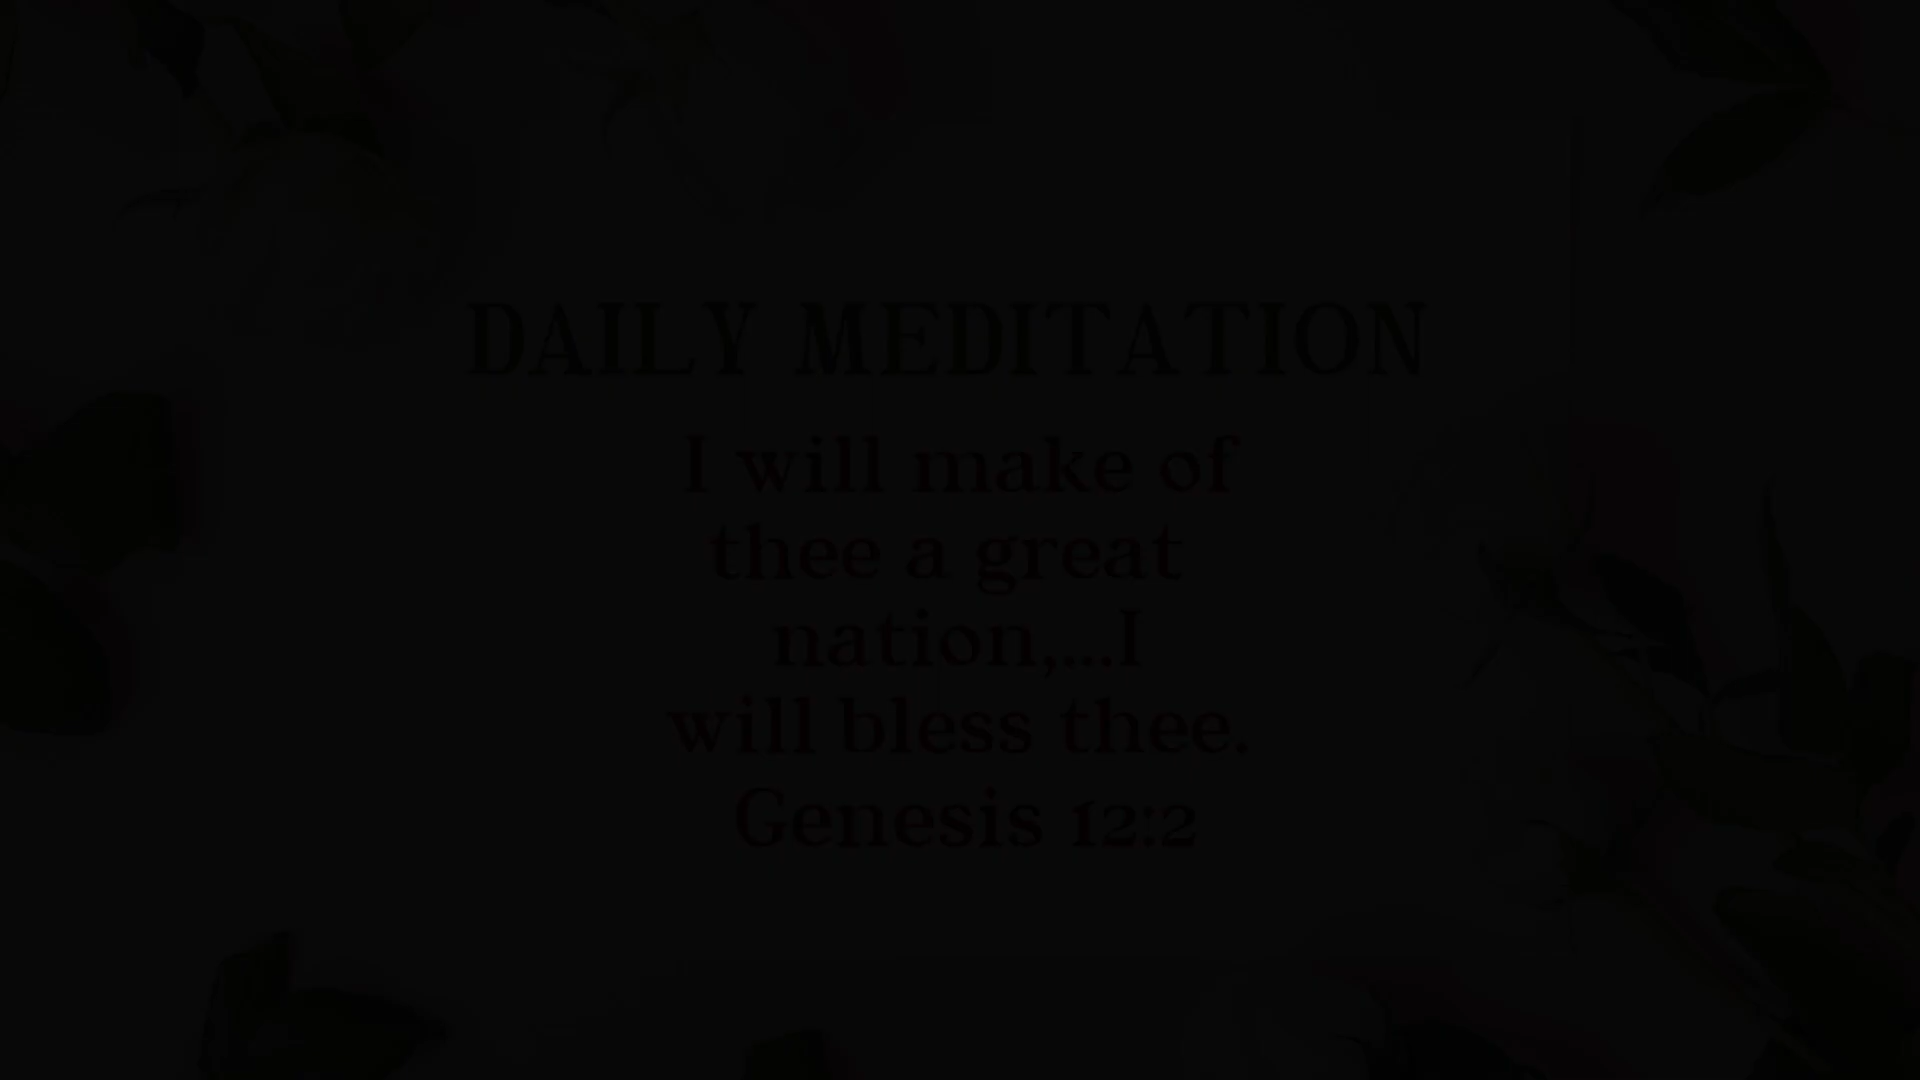 DAILY MEDITATION
I will make of
thee a great
nation,...I
will bless thee.
Genesis 12:2